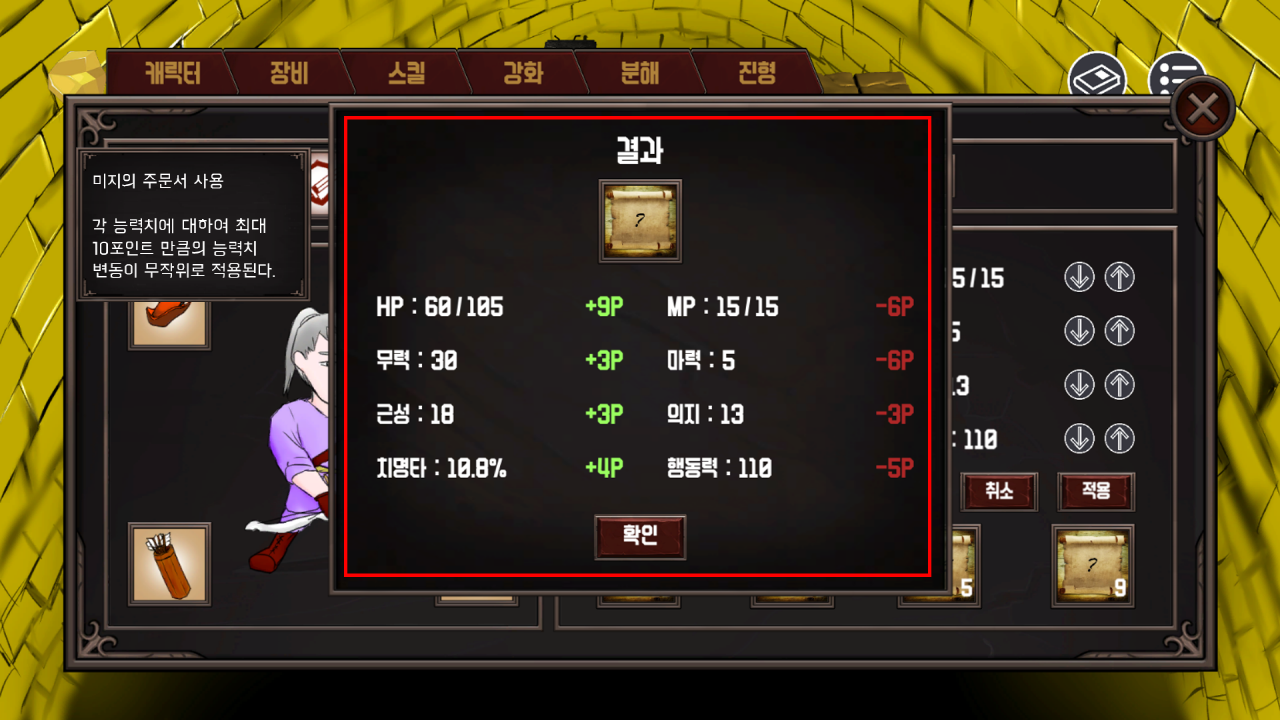 캐릭터 장비 스킬 강화 분해 진형
미지의 주문서 사용
각 능력치에 대하여 최대
10포인트 만큼의 능력치
변동이 무작위로 적용된다.
결과
?
HP : 60/105 +9P MP : 15/15 -6P
무력 : 30 +3P 마력 : 5 -6P
근성 : 18 +3P 의지 : 13 -3P
치명타 : 10.8% +4P 행동력 : 110 -5P
확인
5/15
5
13
: 110
취소 적용
5
?
9